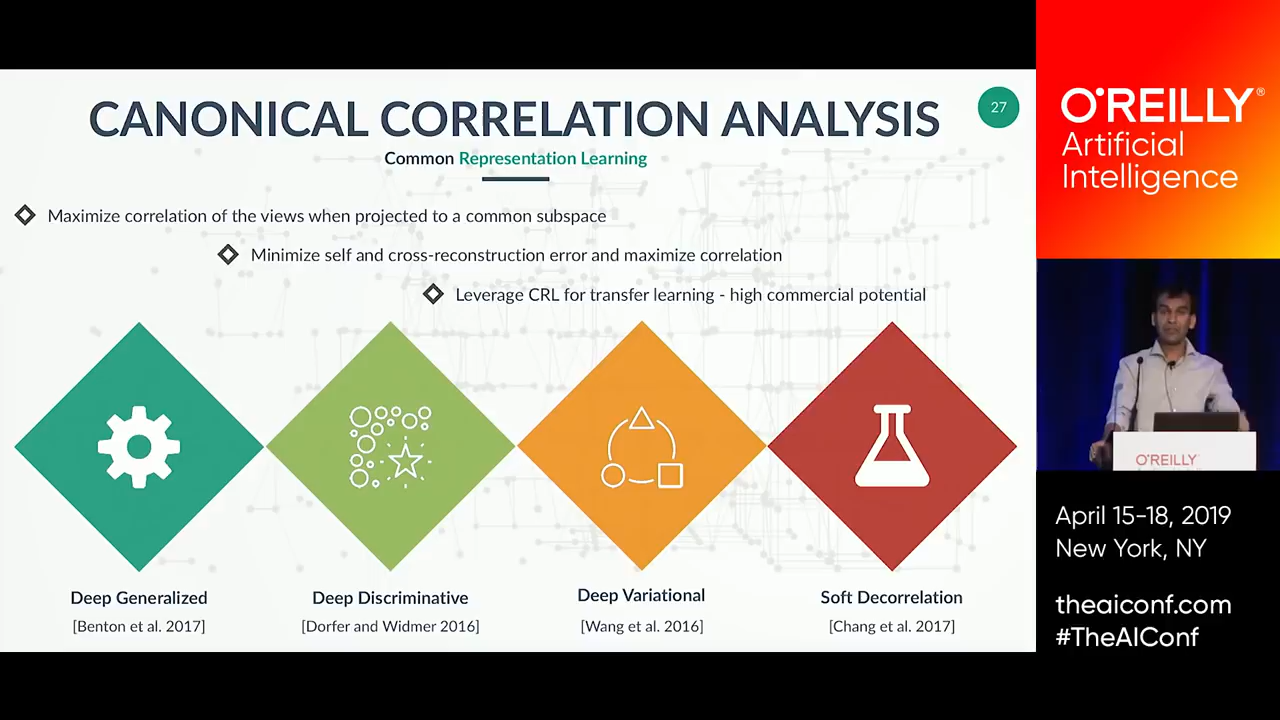 CANONICAL CORRELATION ANALYSIS
27
Common Representation Learning
Maximize correlation of the views when projected to a common subspace
Minimize self and cross-reconstruction error and maximize correlation
Leverage CRL for transfer learning - high commercial potential
Deep Generalized
[Benton et al. 2017]
Deep Discriminative
[Dorfer and Widmer 2016]
Deep Variational
[Wang et al. 2016]
Soft Decorrelation
[Chang et al. 2017]
O'REILLY®
Artificial
Intelligence
O'REILLY
April 15-18, 2019
New York, NY
theaiconf.com
#TheAIConf